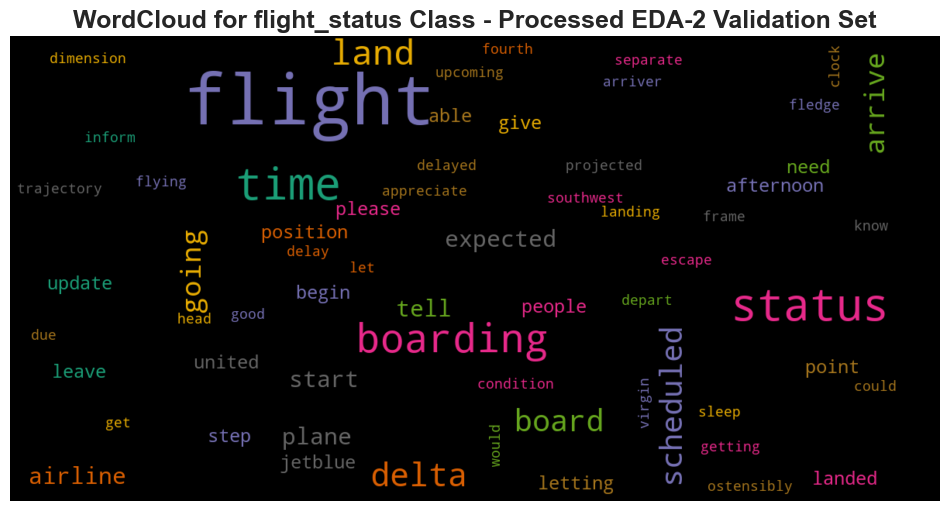 WordCloud for flight_status Class - Processed EDA-2 Validation Set
dimension
land
fourth
upcoming
separate
arriver
clock
arrive
flight
able
give
fledge
inform
delayed
projected
need
trajectory
flying
time
appreciate
southwest
afternoon
please
landing
frame
know
position
expected
delay
going
let
escape
update
begin
tell
people
depart
status
head
good
due
boarding
united
scheduled
leave
start
condition
point
could
virgin
get
step
plane
board
sleep
would
getting
jetblue
airline
delta
letting
ostensibly
landed